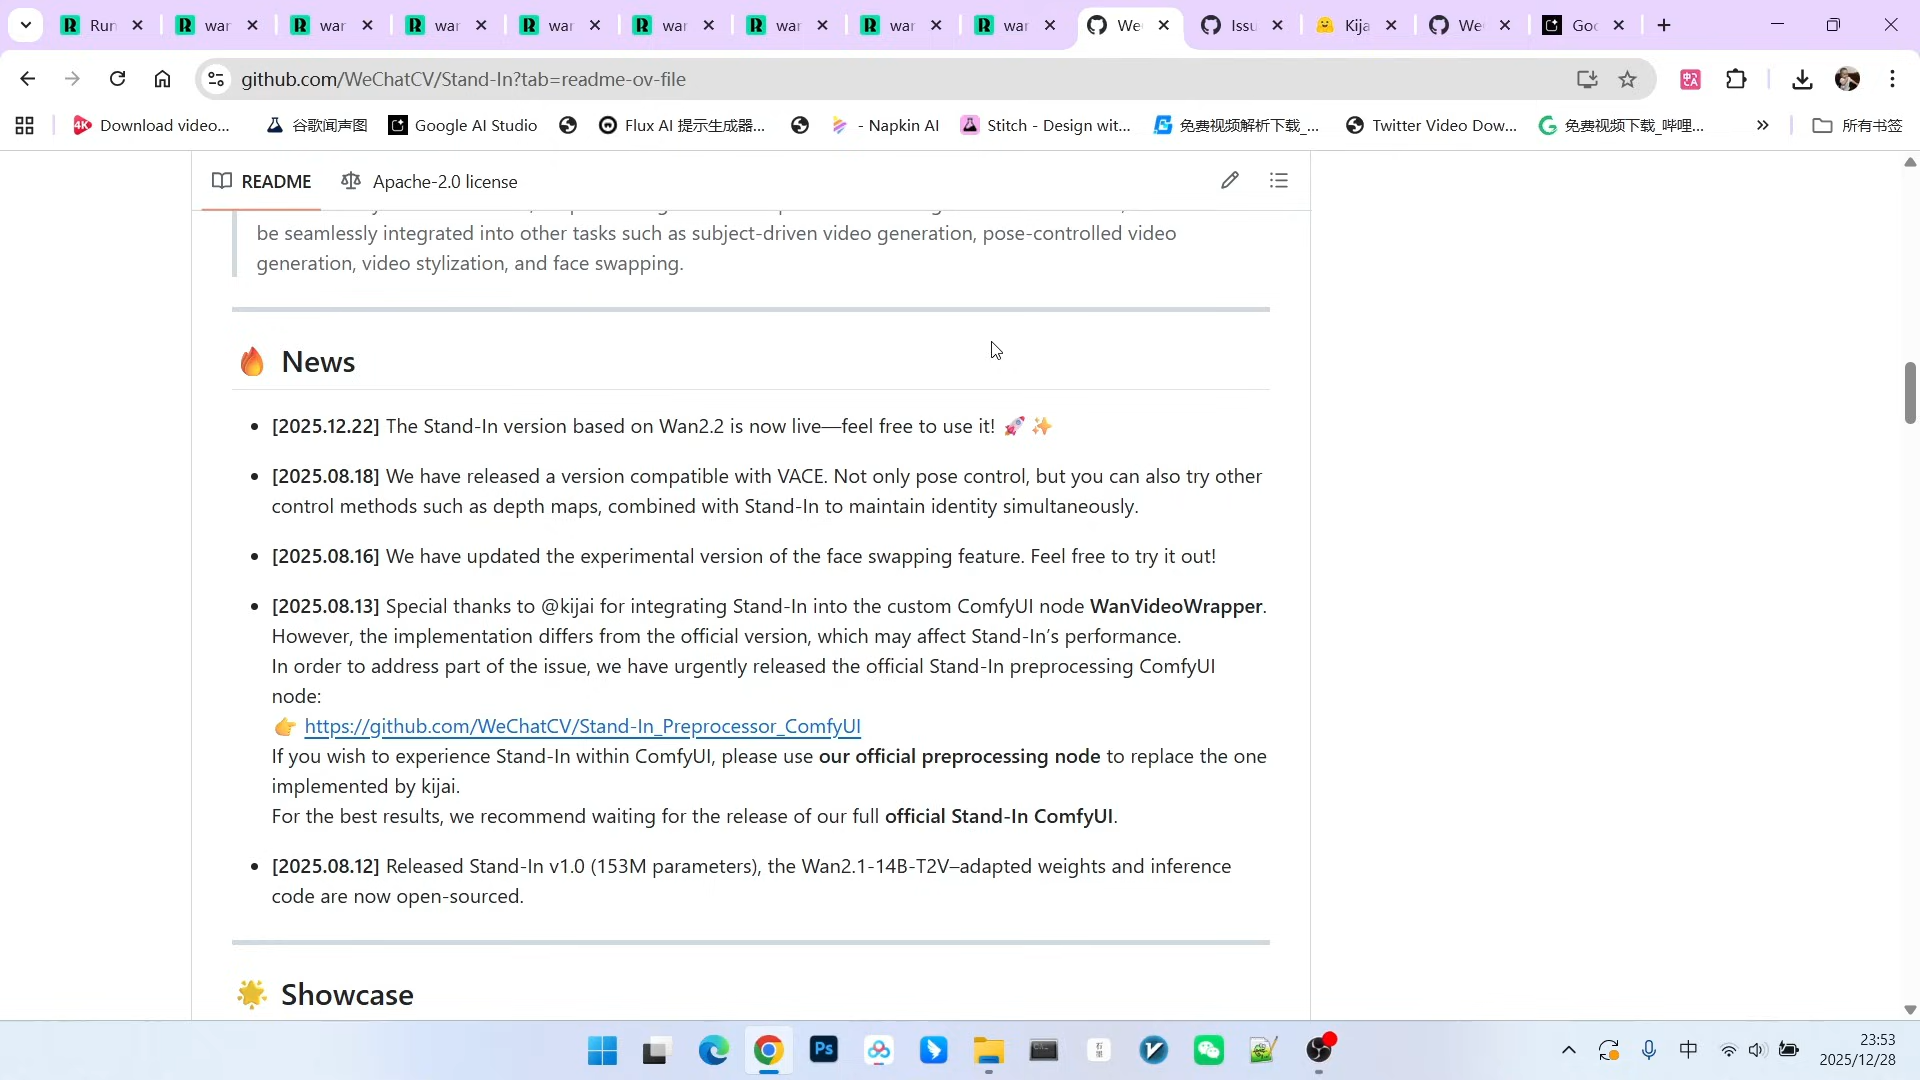 Run
war
war
war
war
war
war
war
war
We
Issu
Kija
We
Goo
github.com/WeChatCV/Stand-In?tab=readme-ov-file
4K Download video...
谷歌闻声图
Google AI Studio
Flux AI 提示生成器...
- Napkin AI
Stitch - Design wit...
免费视频解析下载_...
Twitter Video Dow...
免费视频下载_哔哩...
所有书签
README
Apache-2.0 license
be seamlessly integrated into other tasks such as subject-driven video generation, pose-controlled video
generation, video stylization, and face swapping.
🔥 News
• [2025.12.22] The Stand-In version based on Wan2.2 is now live—feel free to use it! 🚀 ✨
• [2025.08.18] We have released a version compatible with VACE. Not only pose control, but you can also try other
control methods such as depth maps, combined with Stand-In to maintain identity simultaneously.
• [2025.08.16] We have updated the experimental version of the face swapping feature. Feel free to try it out!
• [2025.08.13] Special thanks to @kijai for integrating Stand-In into the custom ComfyUI node WanVideoWrapper.
However, the implementation differs from the official version, which may affect Stand-In’s performance.
In order to address part of the issue, we have urgently released the official Stand-In preprocessing ComfyUI
node:
👉 https://github.com/WeChatCV/Stand-In_Preprocessor_ComfyUI
If you wish to experience Stand-In within ComfyUI, please use our official preprocessing node to replace the one
implemented by kijai.
For the best results, we recommend waiting for the release of our full official Stand-In ComfyUI.
• [2025.08.12] Released Stand-In v1.0 (153M parameters), the Wan2.1-14B-T2V–adapted weights and inference
code are now open-sourced.
🌟 Showcase
Ps
中
23:53
2025/12/28